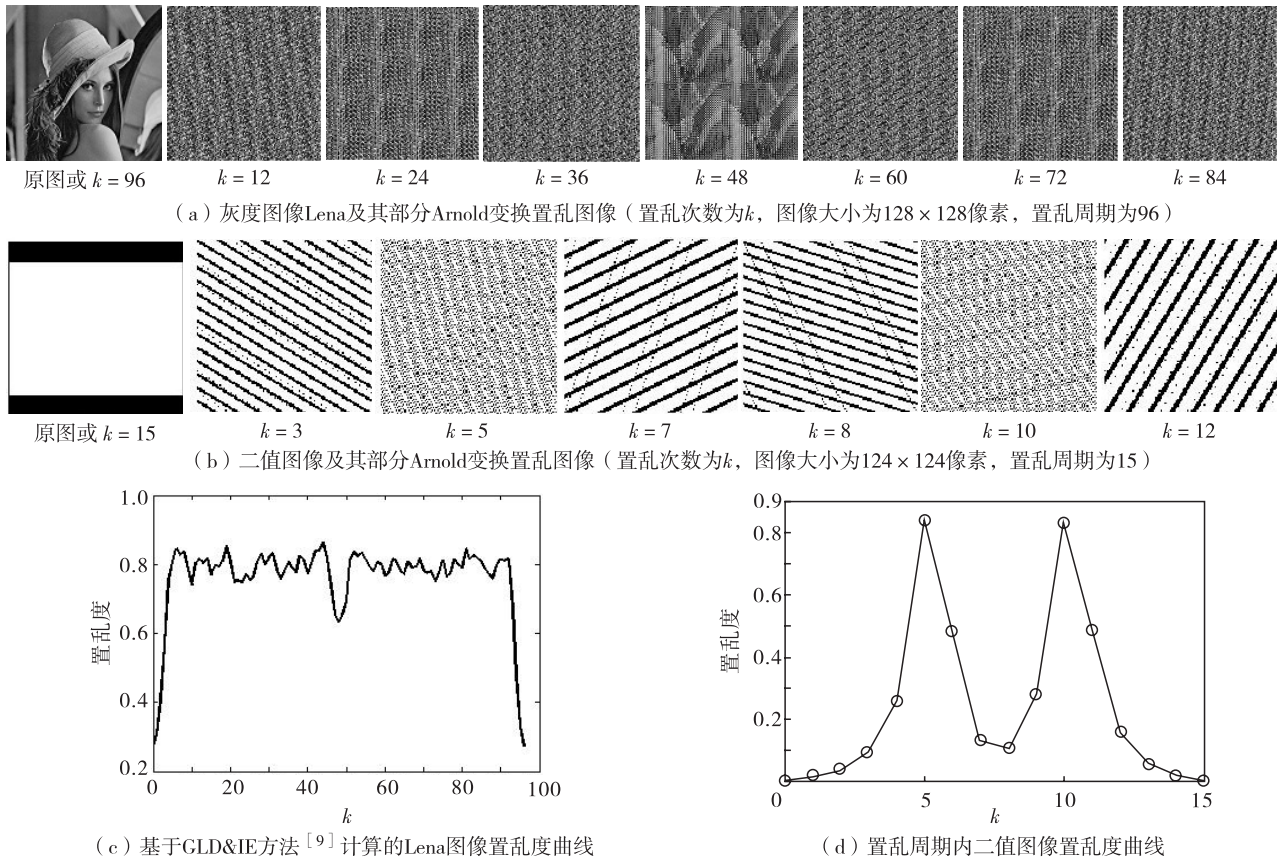 原图或 k = 96
k = 12
k = 24
k = 36
k = 48
k = 60
k = 72
k = 84
（a）灰度图像Lena及其部分Arnold变换置乱图像（置乱次数为k，图像大小为128×128像素，置乱周期为96）
原图或 k = 15
k = 3
k = 5
k = 7
k = 8
k = 10
k = 12
（b）二值图像及其部分Arnold变换置乱图像（置乱次数为k，图像大小为124×124像素，置乱周期为15）
1.0
0.8
0.6
0.4
0.2
置乱度
0
20
40
60
80
100
k
（c）基于GLD&IE方法[9]计算的Lena图像置乱度曲线
0.9
0.8
0.6
0.4
0.2
置乱度
0
5
10
15
k
（d）置乱周期内二值图像置乱度曲线